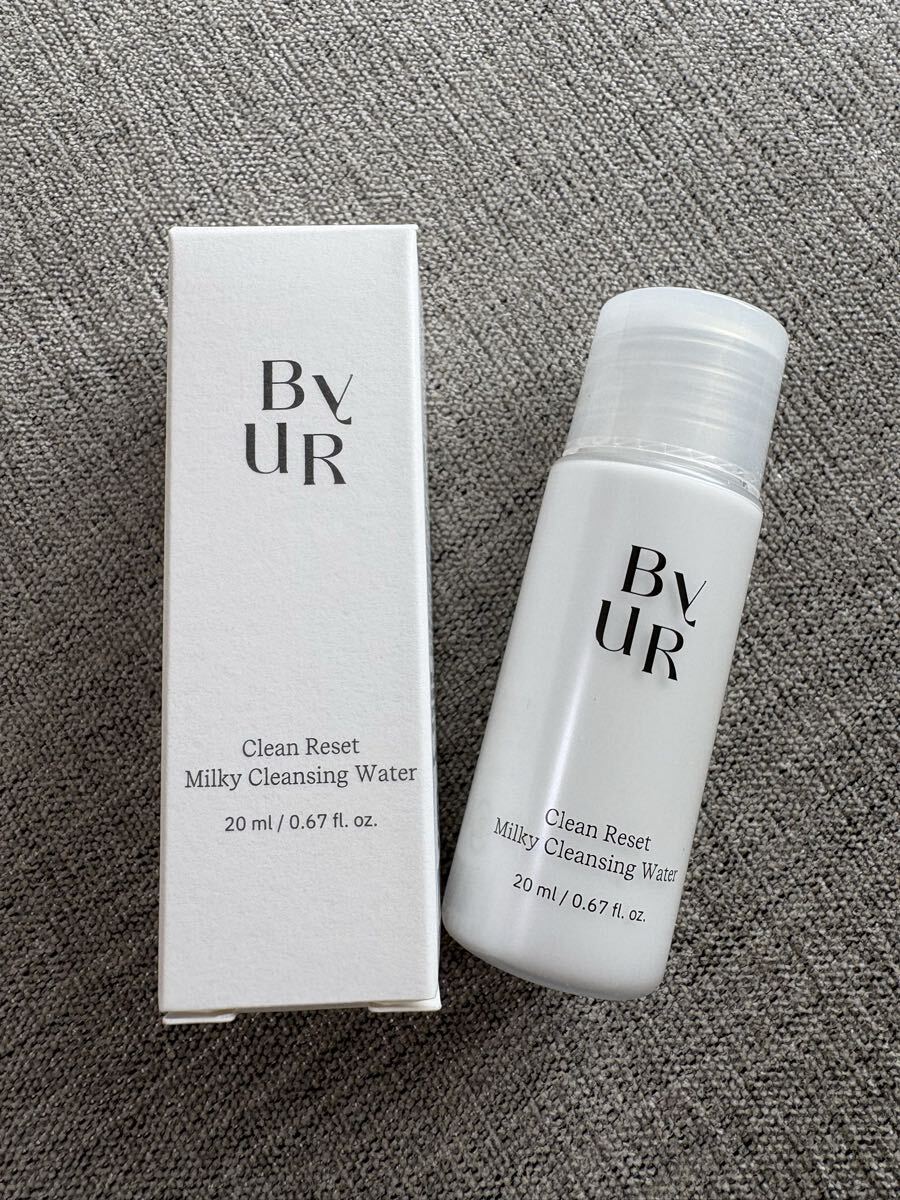 By
UR
Clean Reset
Milky Cleansing Water
20 ml / 0.67 fl. oz.
By
UR
Clean Reset
Milky Cleansing Water
20 ml / 0.67 fl. oz.